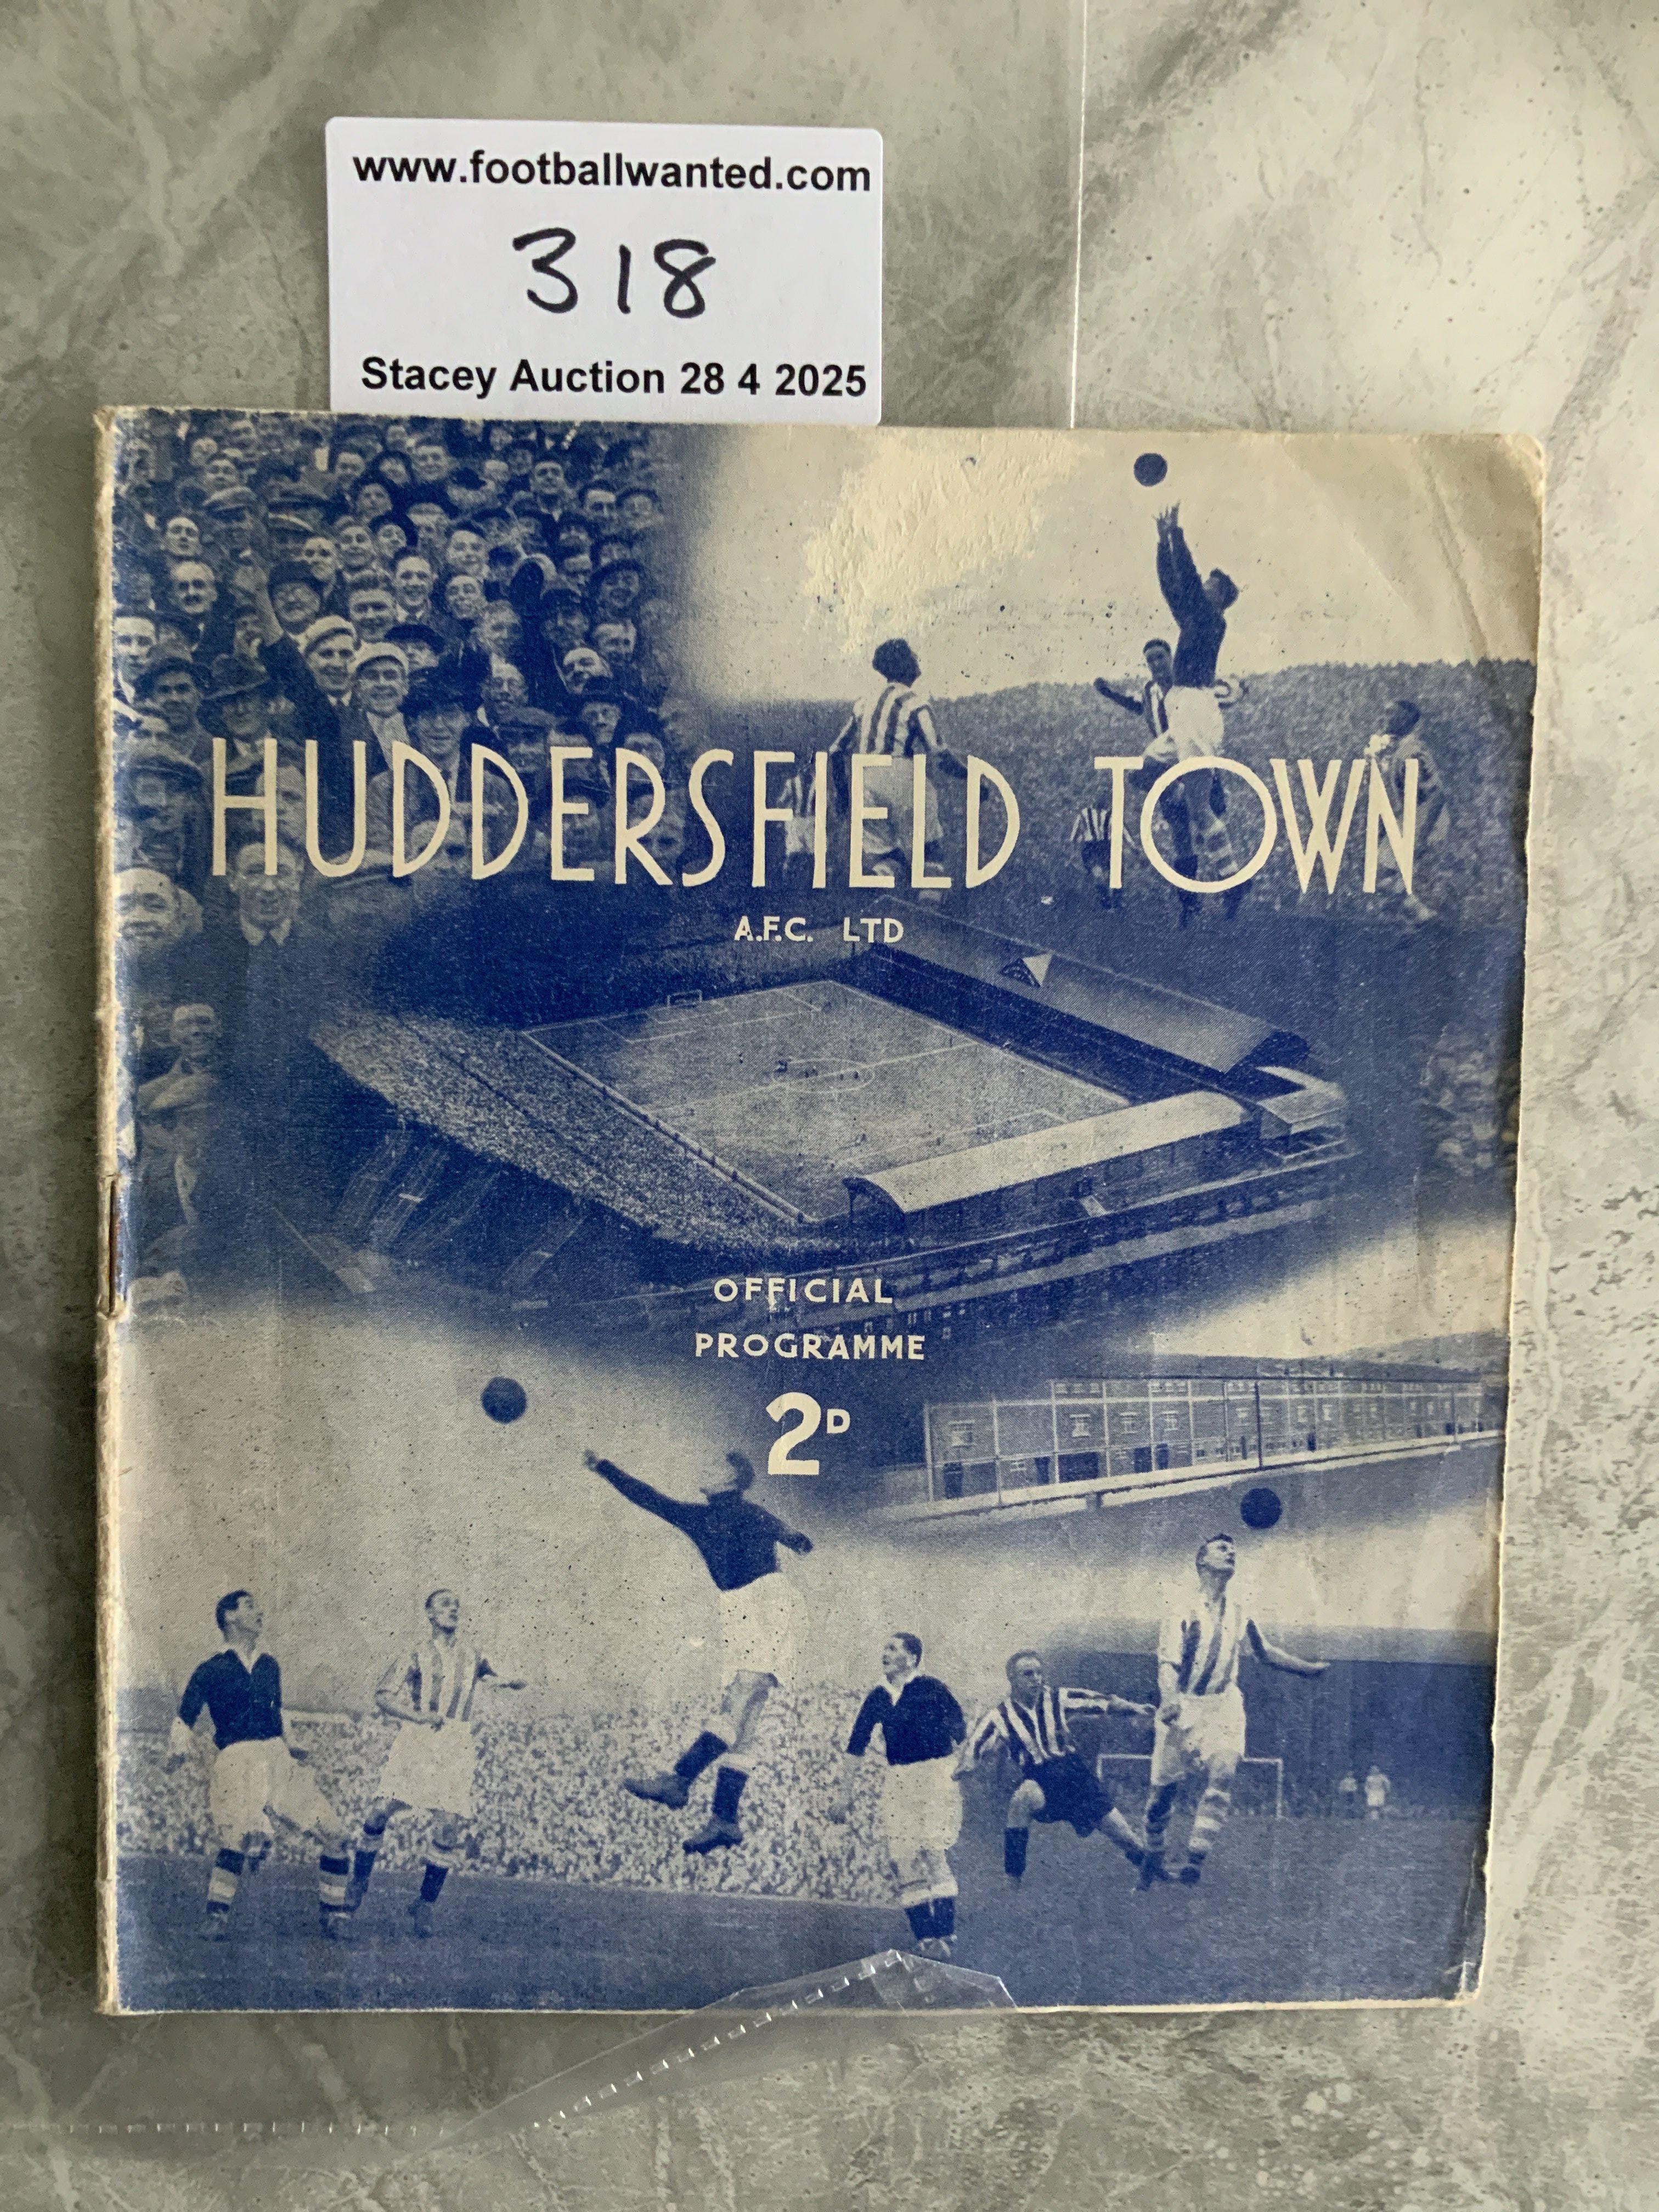 www.footballwanted.com
318
Stacey Auction 28 4 2025
HUDDERSFIELD TOWN
A.F.C. LTD
OFFICIAL
PROGRAMME
2D